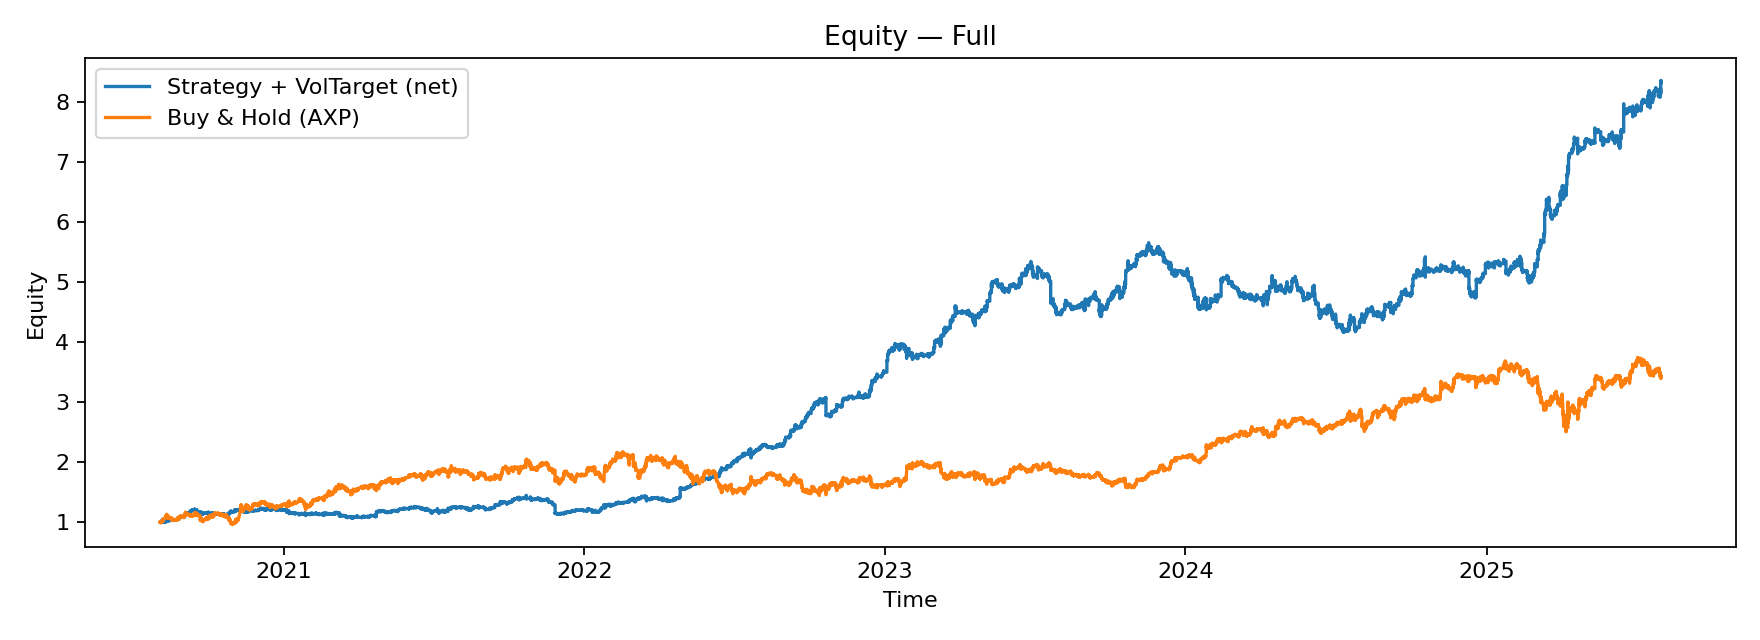 Equity — Full
Strategy + VolTarget (net)
Buy & Hold (AXP)
8
7
6
5
4
3
2
1
Equity
2021
2022
2023
2024
2025
Time